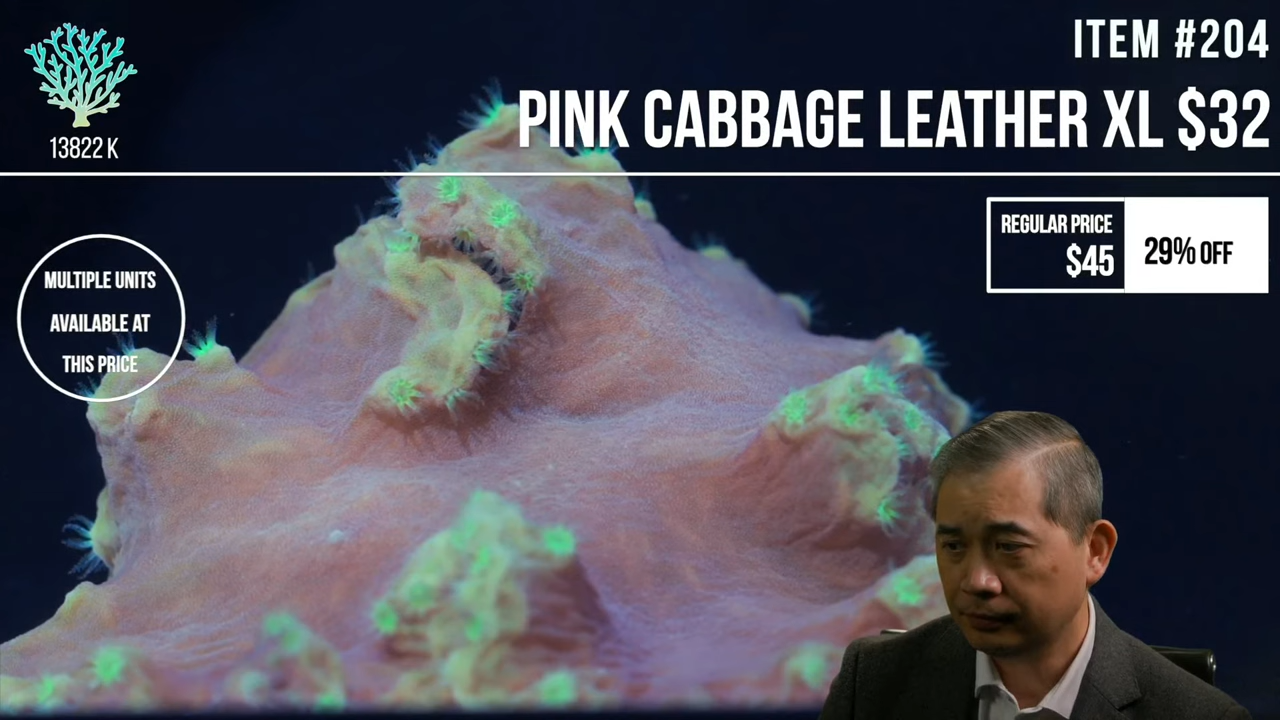 ITEM #204
PINK CABBAGE LEATHER XL $32
13822 K
REGULAR PRICE
$45
29% OFF
MULTIPLE UNITS
AVAILABLE AT
THIS PRICE